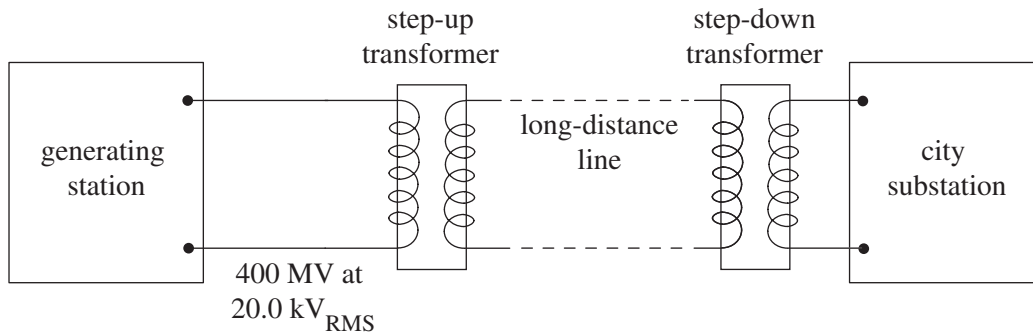 step-up
transformer
step-down
transformer
generating
station
long-distance
line
city
substation
400 MV at
20.0 kV_RMS